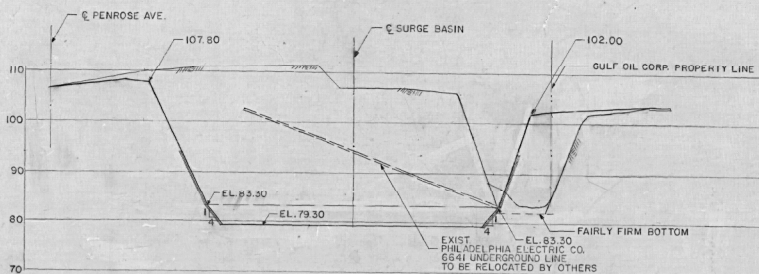 ℄ PENROSE AVE.
℄ SURGE BASIN
107.80
102.00
GULF OIL CORP. PROPERTY LINE
110
100
90
80
70
EL.83.30
EL.79.30
1
4
1
4
EL.83.30
FAIRLY FIRM BOTTOM
EXIST.
PHILADELPHIA ELECTRIC CO.
6641 UNDERGROUND LINE
TO BE RELOCATED BY OTHERS